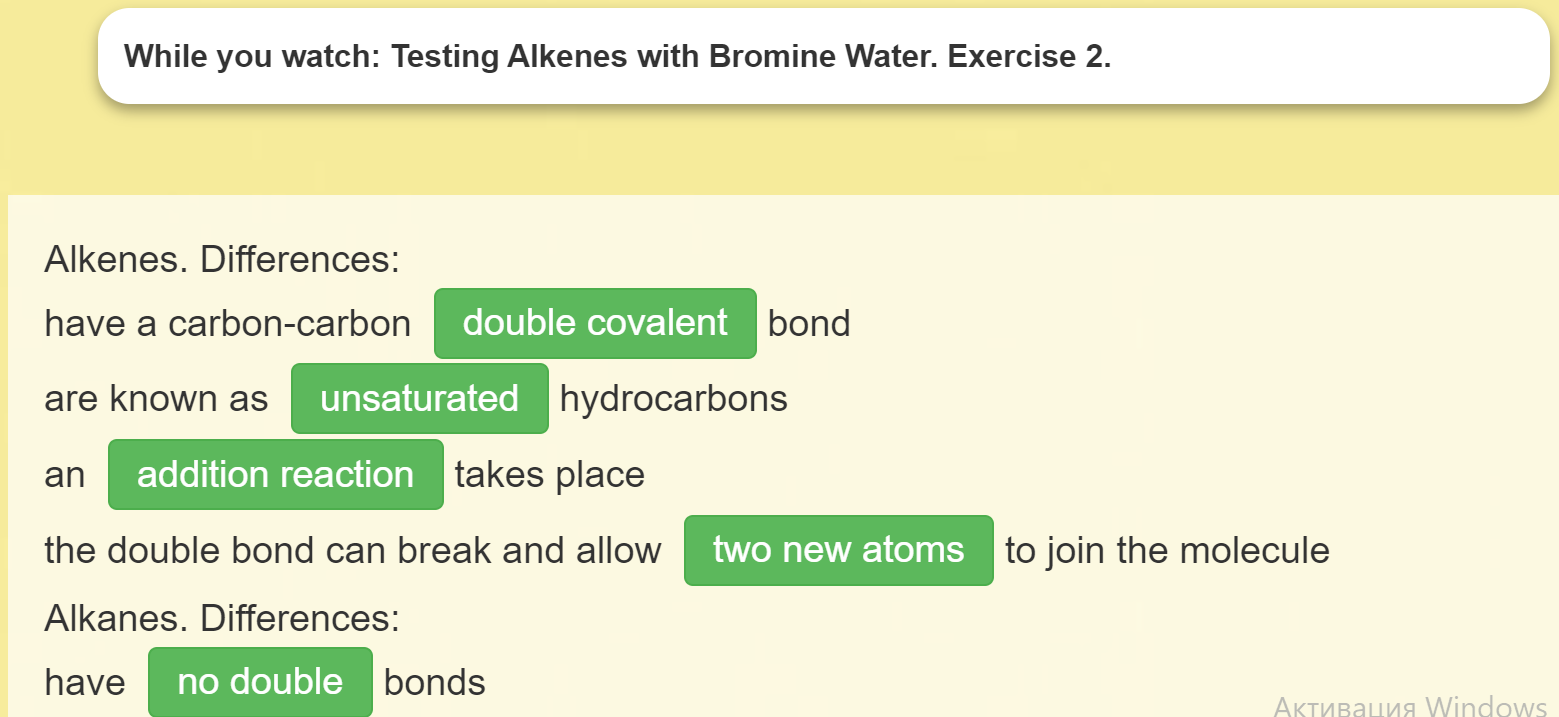 While you watch: Testing Alkenes with Bromine Water. Exercise 2.
Alkenes. Differences:
have a carbon-carbon double covalent bond
are known as unsaturated hydrocarbons
an addition reaction takes place
the double bond can break and allow two new atoms to join the molecule
Alkanes. Differences:
have no double bonds
Активация Windows